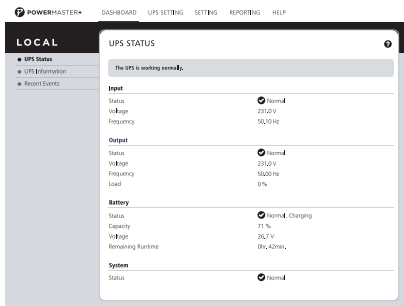 POWERMASTER+
DASHBOARD UPS SETTING SETTING REPORTING HELP
LOCAL
UPS Status
UPS Information
Recent Events
UPS STATUS
The UPS is working normally.
Input
Status Normal
Voltage 231.0 V
Frequency 50.10 Hz
Output
Status Normal
Voltage 231.0 V
Frequency 50.00 Hz
Load 0 %
Battery
Status Normal, Charging
Capacity 71 %
Voltage 26.7 V
Remaining Runtime 0hr. 42min.
System
Status Normal